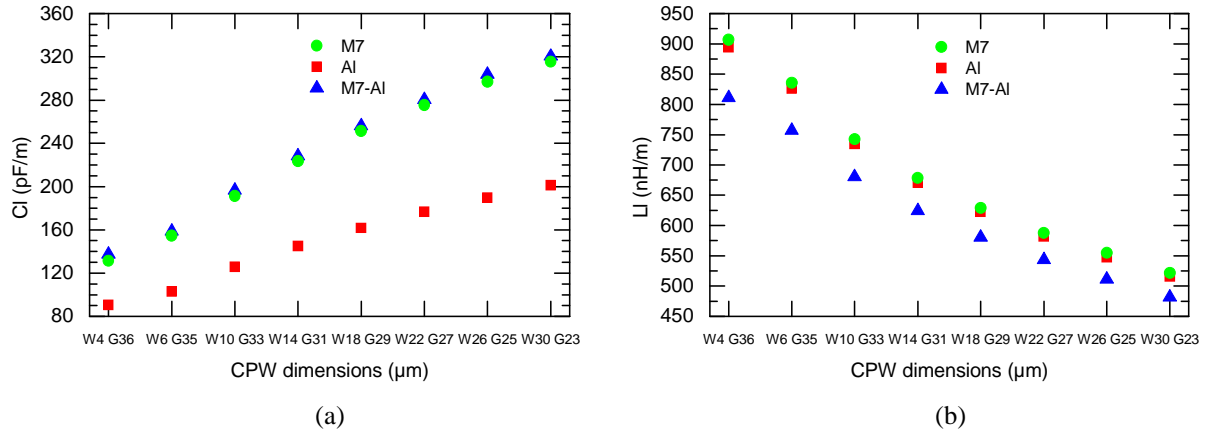 360
320
280
240
200
160
120
80
Cl (pF/m)
M7
Al
M7-Al
W4 G36 W6 G35 W10 G33 W14 G31 W18 G29 W22 G27 W26 G25 W30 G23
CPW dimensions (µm)
(a)
950
900
850
800
750
700
650
600
550
500
450
Ll (nH/m)
M7
Al
M7-Al
W4 G36 W6 G35 W10 G33 W14 G31 W18 G29 W22 G27 W26 G25 W30 G23
CPW dimensions (µm)
(b)